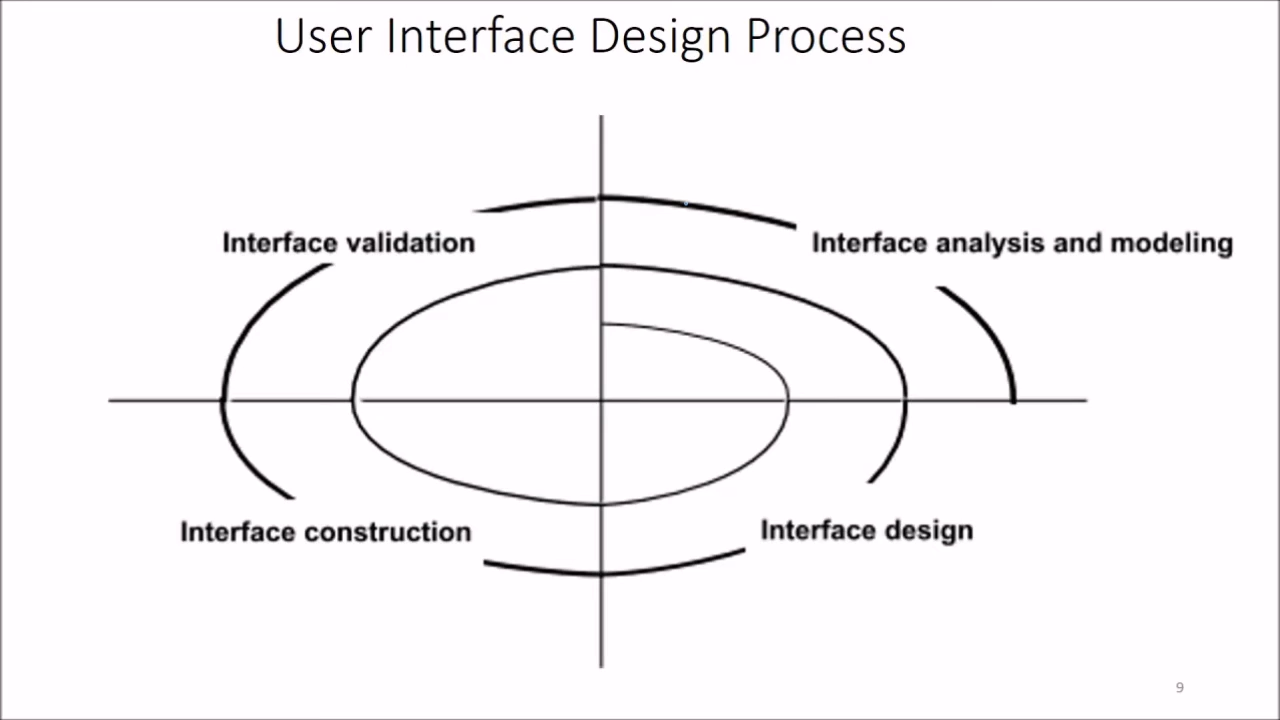 User Interface Design Process
Interface validation
Interface analysis and modeling
Interface construction
Interface design
9